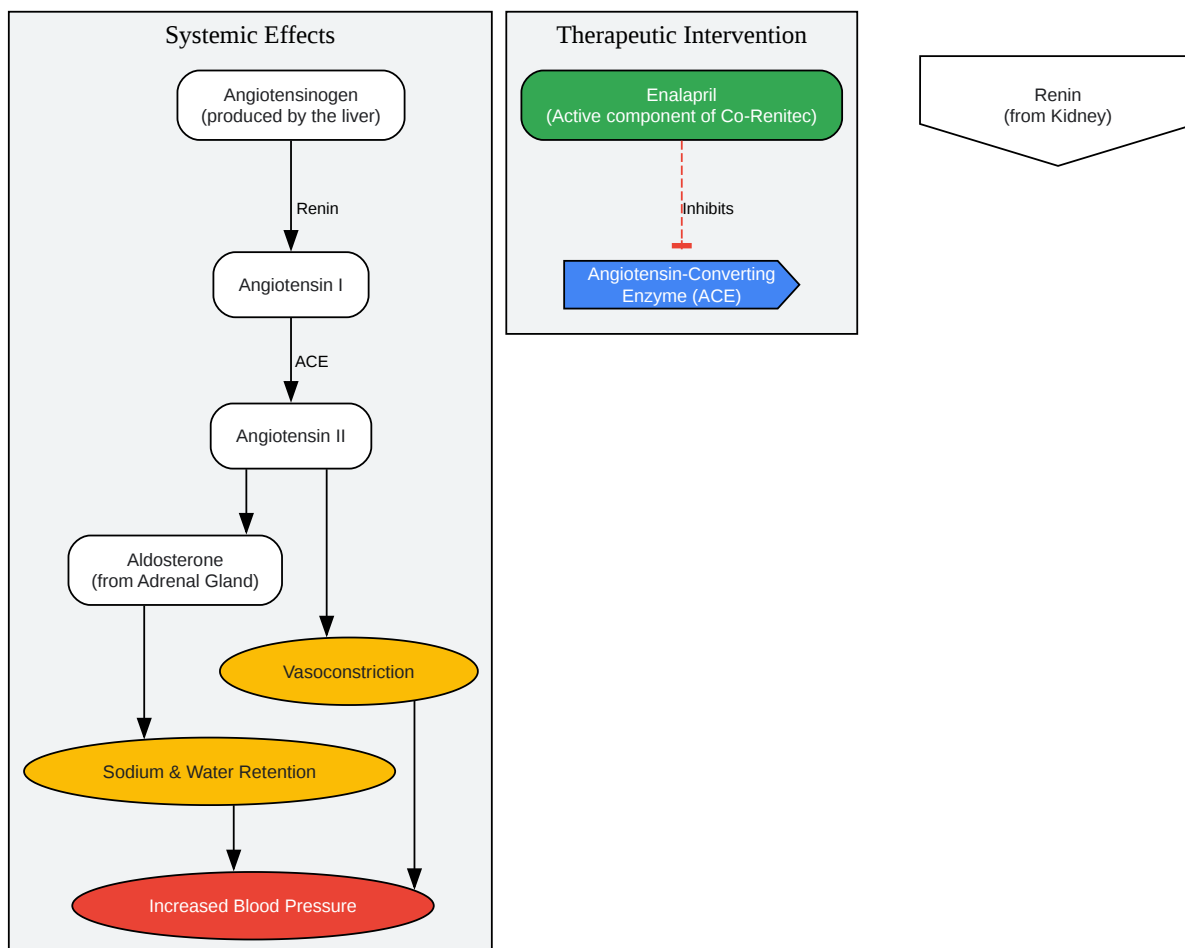 Systemic Effects
Angiotensinogen
(produced by the liver)
Renin
Angiotensin I
ACE
Angiotensin II
Aldosterone
(from Adrenal Gland)
Vasoconstriction
Sodium & Water Retention
Increased Blood Pressure
Therapeutic Intervention
Enalapril
(Active component of Co-Renitec)
Inhibits
Angiotensin-Converting
Enzyme (ACE)
Renin
(from Kidney)